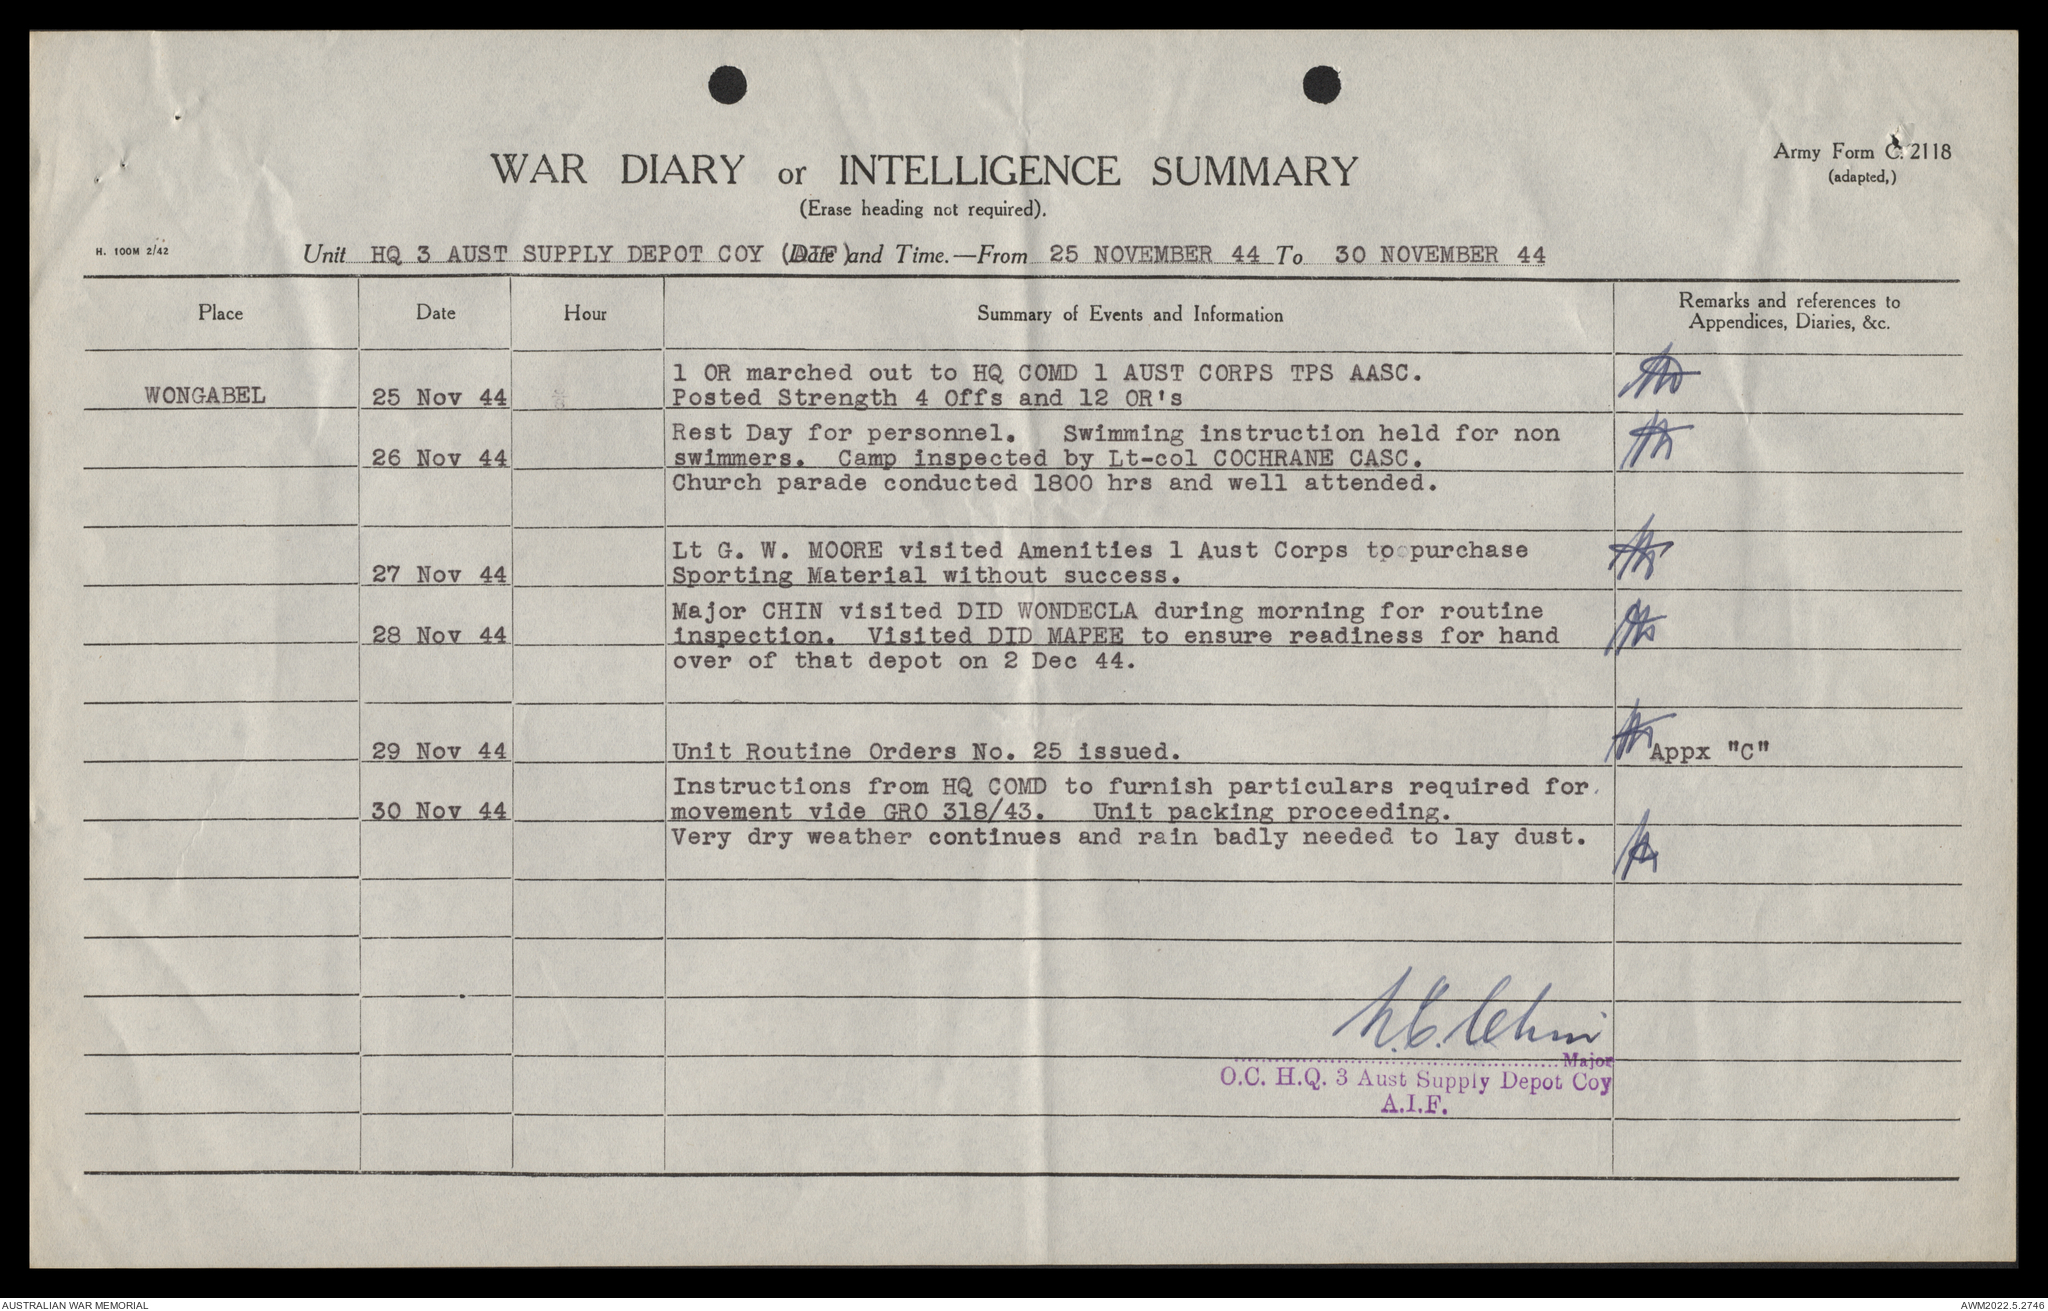 Army Form C. 2118
(adapted,)
WAR DIARY or INTELLIGENCE SUMMARY
(Erase heading not required).
H. 100M 2/42
Unit HQ 3 AUST SUPPLY DEPOT COY (AIF) Date and Time.—From 25 NOVEMBER 44 To 30 NOVEMBER 44
Place Date Hour Summary of Events and Information Remarks and references to
Appendices, Diaries, &c.
1 OR marched out to HQ COMD 1 AUST CORPS TPS AASC.
WONGABEL 25 Nov 44 Posted Strength 4 Offs and 12 OR's
Rest Day for personnel. Swimming instruction held for non
26 Nov 44 swimmers. Camp inspected by Lt-col COCHRANE CASC.
Church parade conducted 1800 hrs and well attended.
Lt G. W. MOORE visited Amenities 1 Aust Corps to purchase
27 Nov 44 Sporting Material without success.
Major CHIN visited DID WONDECLA during morning for routine
28 Nov 44 inspection. Visited DID MAPEE to ensure readiness for hand
over of that depot on 2 Dec 44.
29 Nov 44 Unit Routine Orders No. 25 issued. Appx "C"
Instructions from HQ COMD to furnish particulars required for
30 Nov 44 movement vide GRO 318/43. Unit packing proceeding.
Very dry weather continues and rain badly needed to lay dust.
Major
O.C. H.Q. 3 Aust Supply Depot Coy
A.I.F.
AUSTRALIAN WAR MEMORIAL AWM2022.5.2746